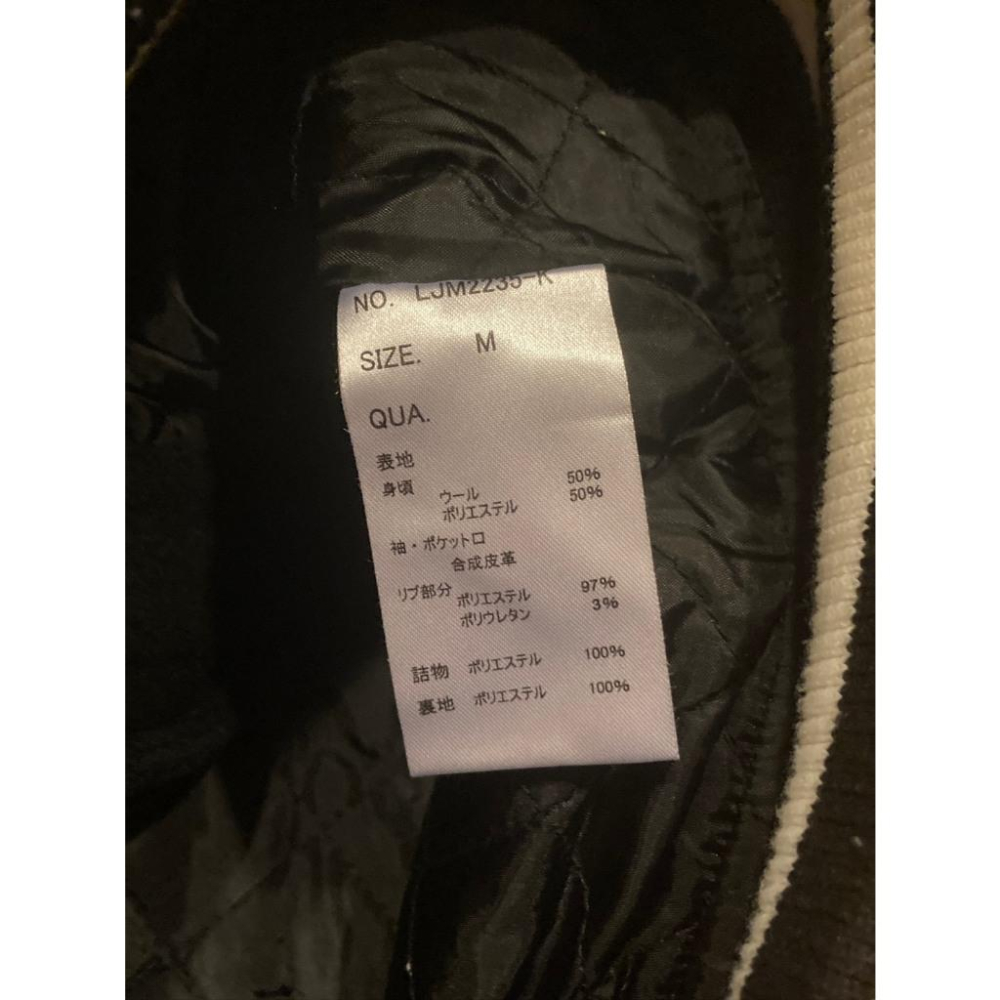 NO. LJM2235-K
SIZE. M
QUA.
表地
身頃 ウール 50%
ポリエステル 50%
袖・ポケット口
合成皮革
リブ部分 ポリエステル 97%
ポリウレタン 3%
詰物 ポリエステル 100%
裏地 ポリエステル 100%